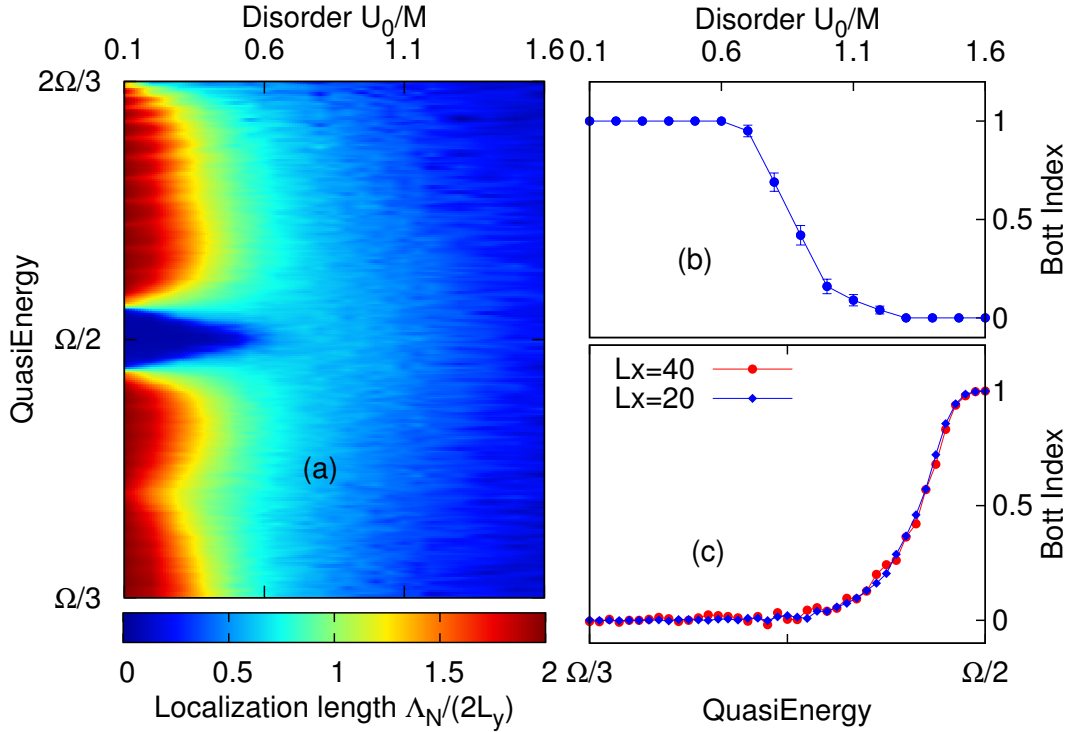 Disorder U₀/M
0.1 0.6 1.1 1.6
2Ω/3
Ω/2
Ω/3
QuasiEnergy
(a)
0 0.5 1 1.5 2
Localization length Λ_N/(2L_y)
Disorder U₀/M
0.1 0.6 1.1 1.6
1
0.5
0
Bott Index
(b)
Lx=40
Lx=20
1
0.5
0
Bott Index
(c)
Ω/3 Ω/2
QuasiEnergy